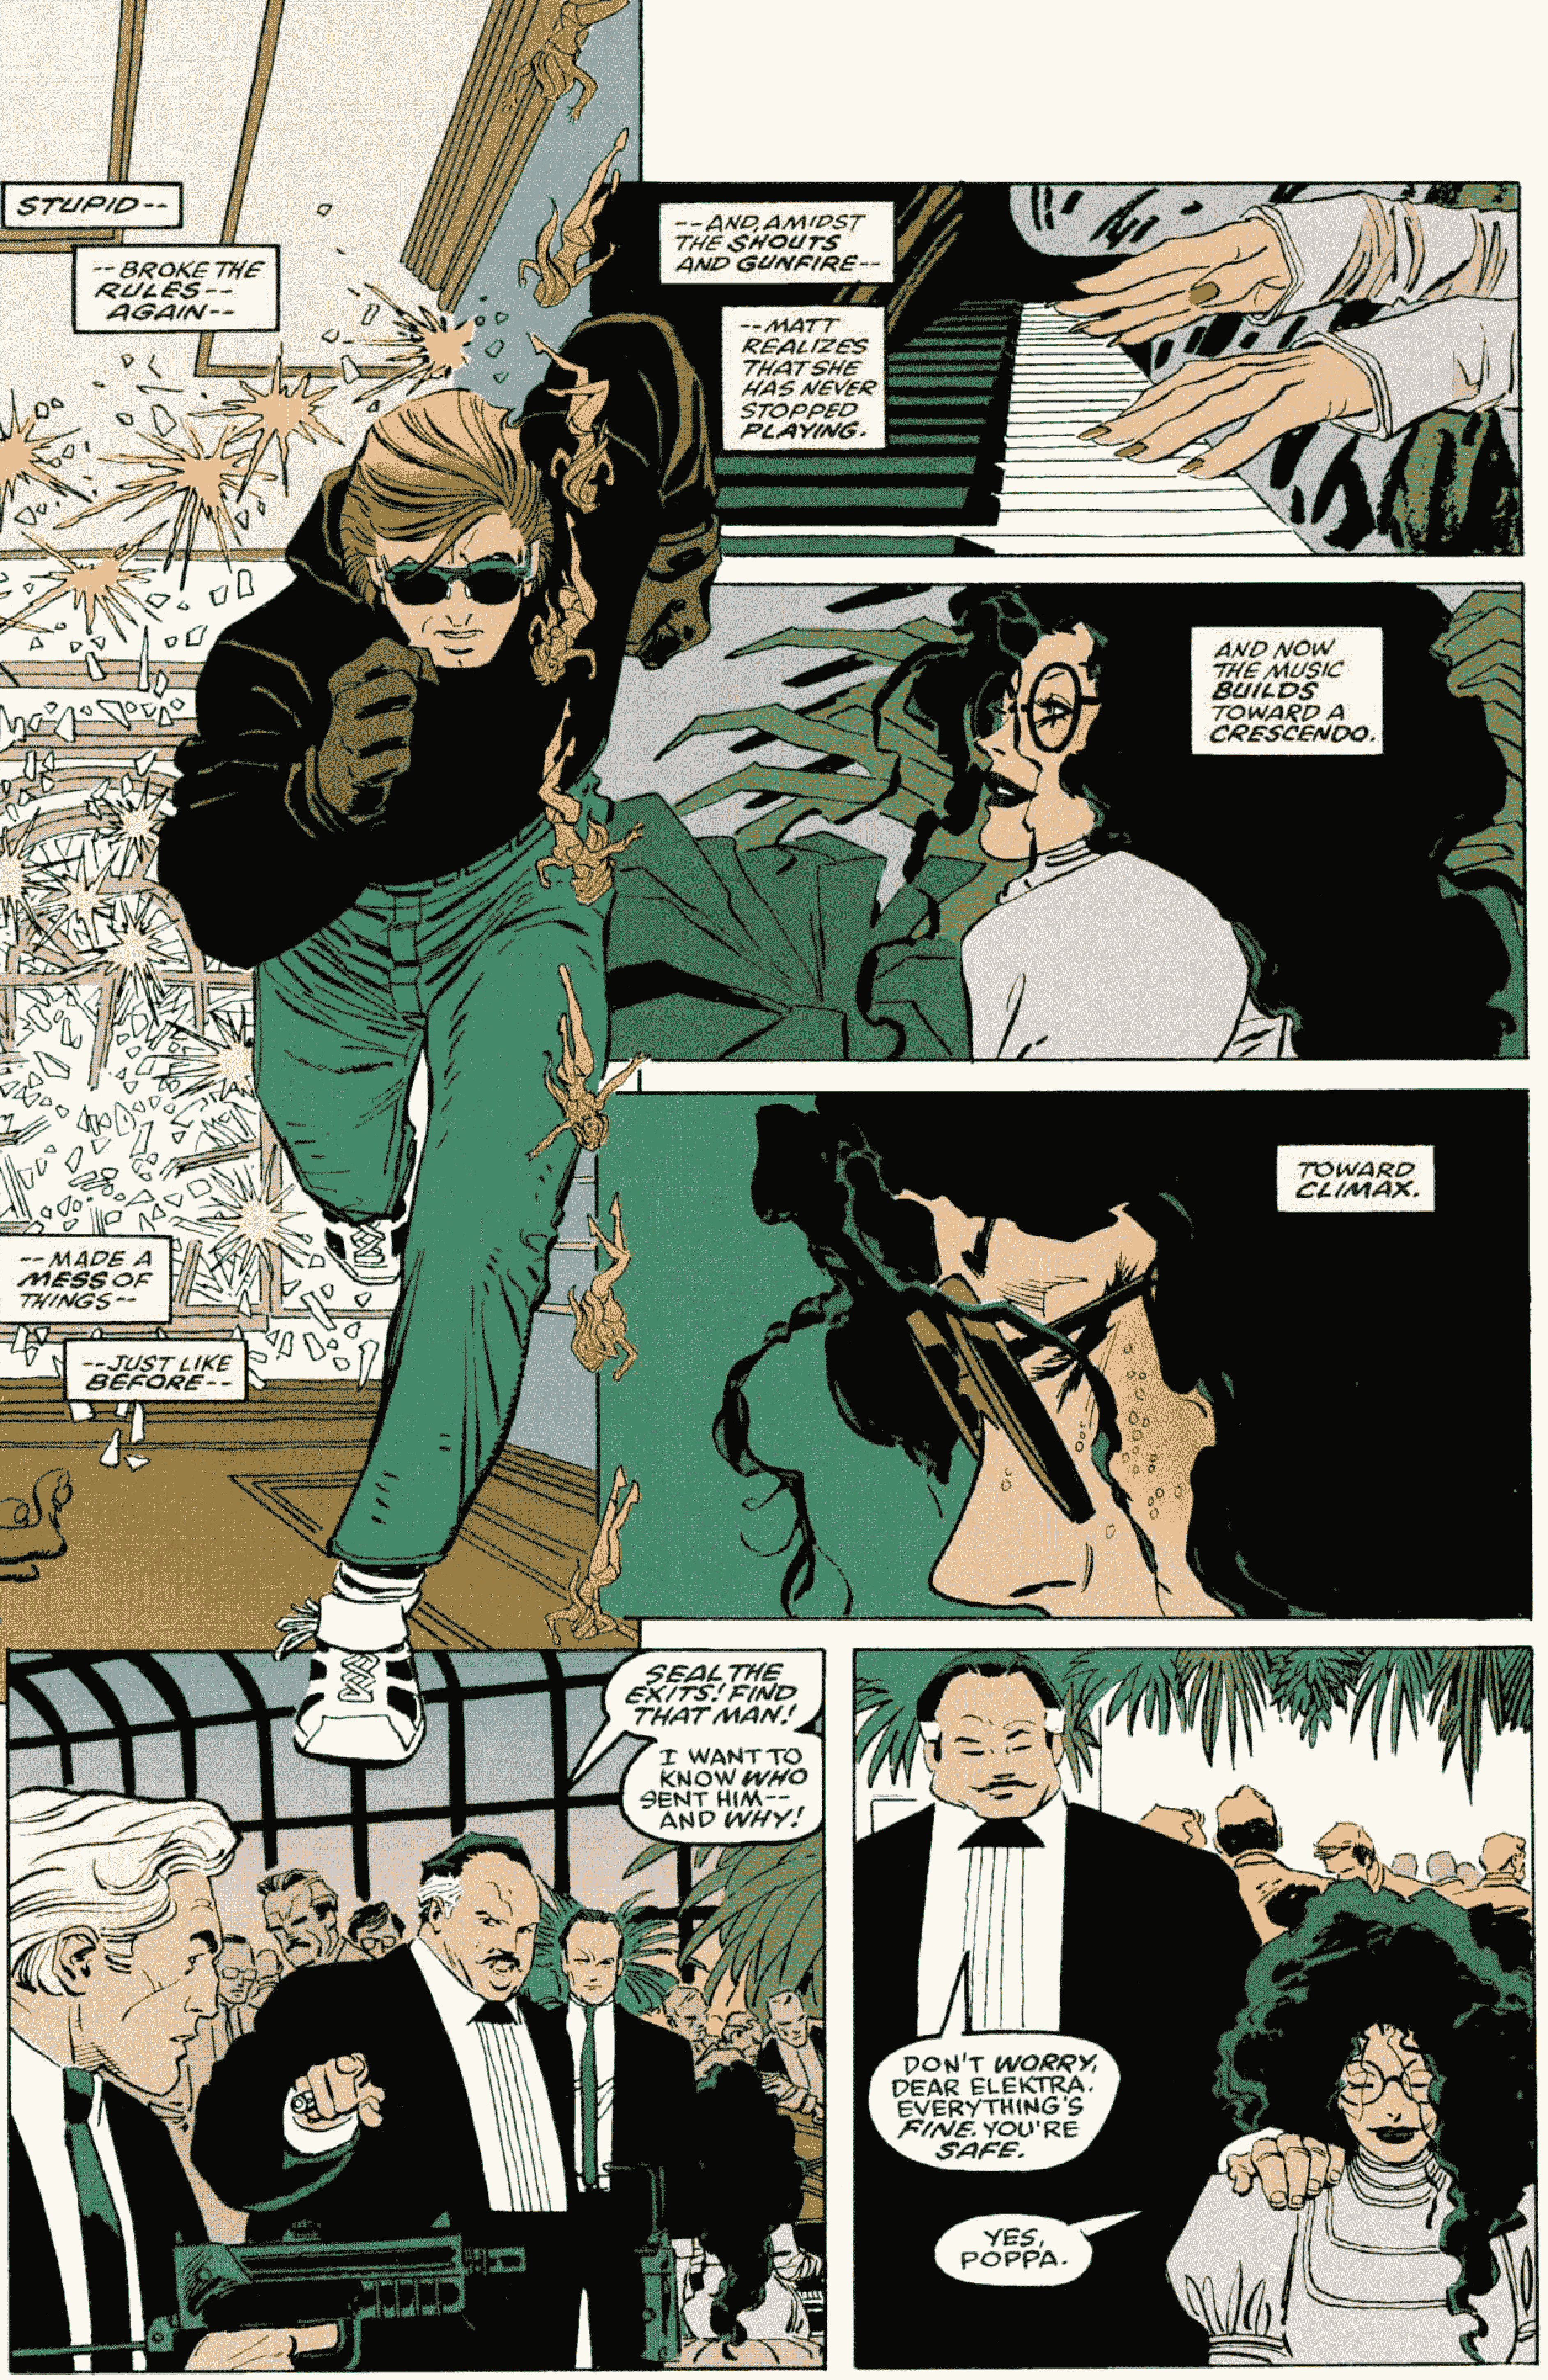 STUPID--
--BROKE THE
RULES--
AGAIN--
--MADE A
MESS OF
THINGS--
--JUST LIKE
BEFORE--
--AND, AMIDST
THE SHOUTS
AND GUNFIRE--
--MATT
REALIZES
THAT SHE
HAS NEVER
STOPPED
PLAYING.
AND NOW
THE MUSIC
BUILDS
TOWARD A
CRESCENDO.
TOWARD
CLIMAX.
SEAL THE
EXITS! FIND
THAT MAN!
I WANT TO
KNOW WHO
SENT HIM--
AND WHY!
DON'T WORRY,
DEAR ELEKTRA.
EVERYTHING'S
FINE. YOU'RE
SAFE.
YES,
POPPA.